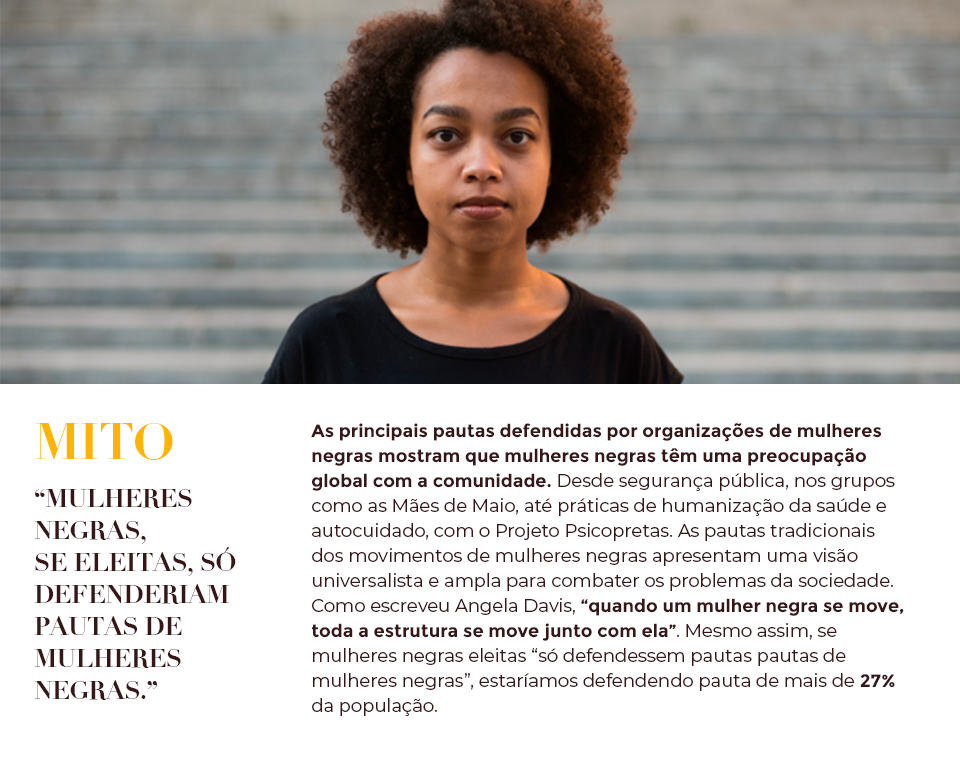 MITO
“MULHERES
NEGRAS,
SE ELEITAS, SÓ
DEFENDERIAM
PAUTAS DE
MULHERES
NEGRAS.”
As principais pautas defendidas por organizações de mulheres
negras mostram que mulheres negras têm uma preocupação
global com a comunidade. Desde segurança pública, nos grupos
como as Mães de Maio, até práticas de humanização da saúde e
autocuidado, com o Projeto Psicopretas. As pautas tradicionais
dos movimentos de mulheres negras apresentam uma visão
universalista e ampla para combater os problemas da sociedade.
Como escreveu Angela Davis, “quando um mulher negra se move,
toda a estrutura se move junto com ela”. Mesmo assim, se
mulheres negras eleitas “só defendessem pautas pautas de
mulheres negras”, estaríamos defendendo pauta de mais de 27%
da população.